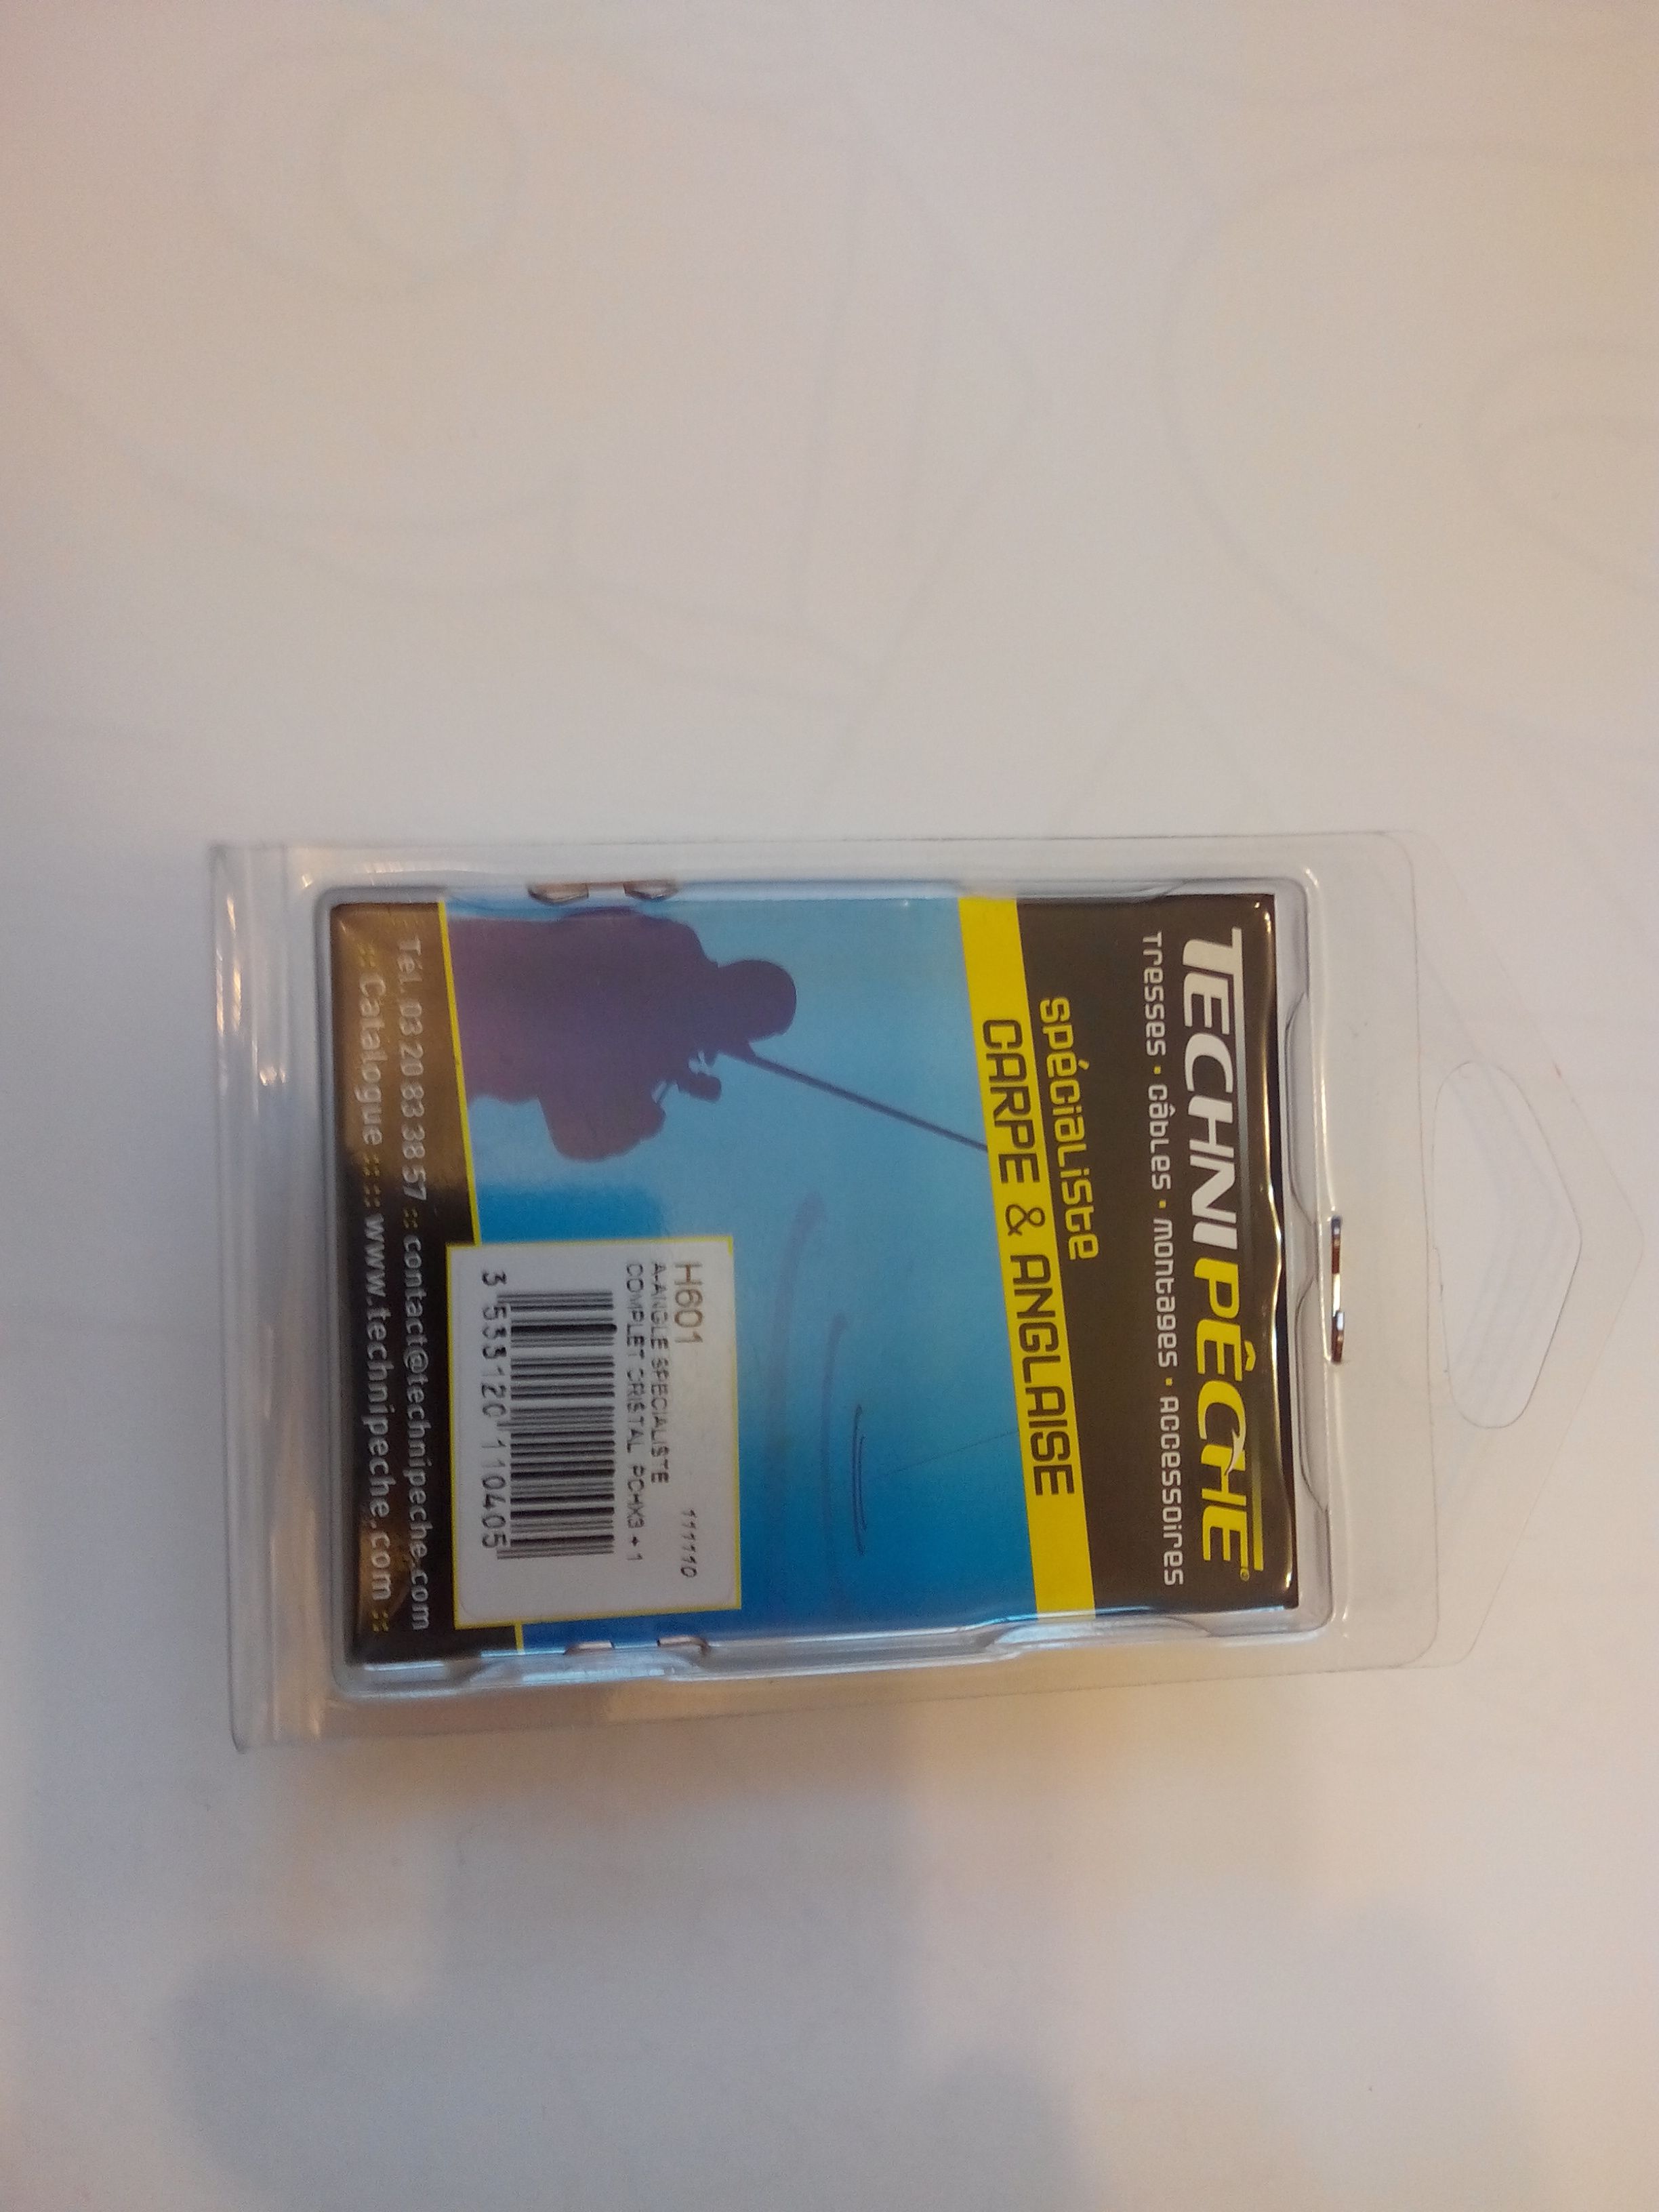 TECHNIPÊCHE®
Tresses • câbles • montages • Accessoires
spécialiste
CARPE & ANGLAISE
H601 111110
A-ANGLE SPECIALISTE
COMPLET CRISTAL PCHX3 + 1
3 533120 110405
Tél. 03 20 83 38 57 :: contact@technipeche.com
:: Catalogue :: :: www.technipeche.com ::